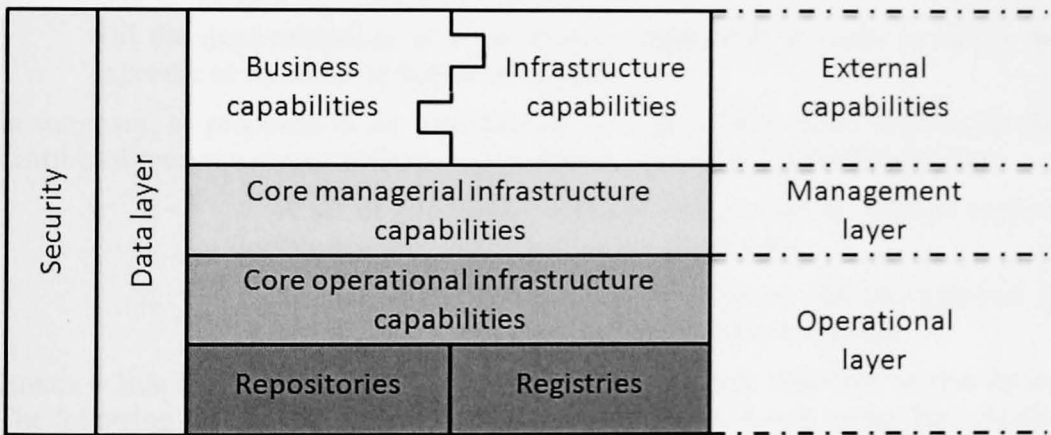 Security
Data layer
Business
capabilities
Infrastructure
capabilities
External
capabilities
Core managerial infrastructure
capabilities
Management
layer
Core operational infrastructure
capabilities
Operational
layer
Repositories
Registries